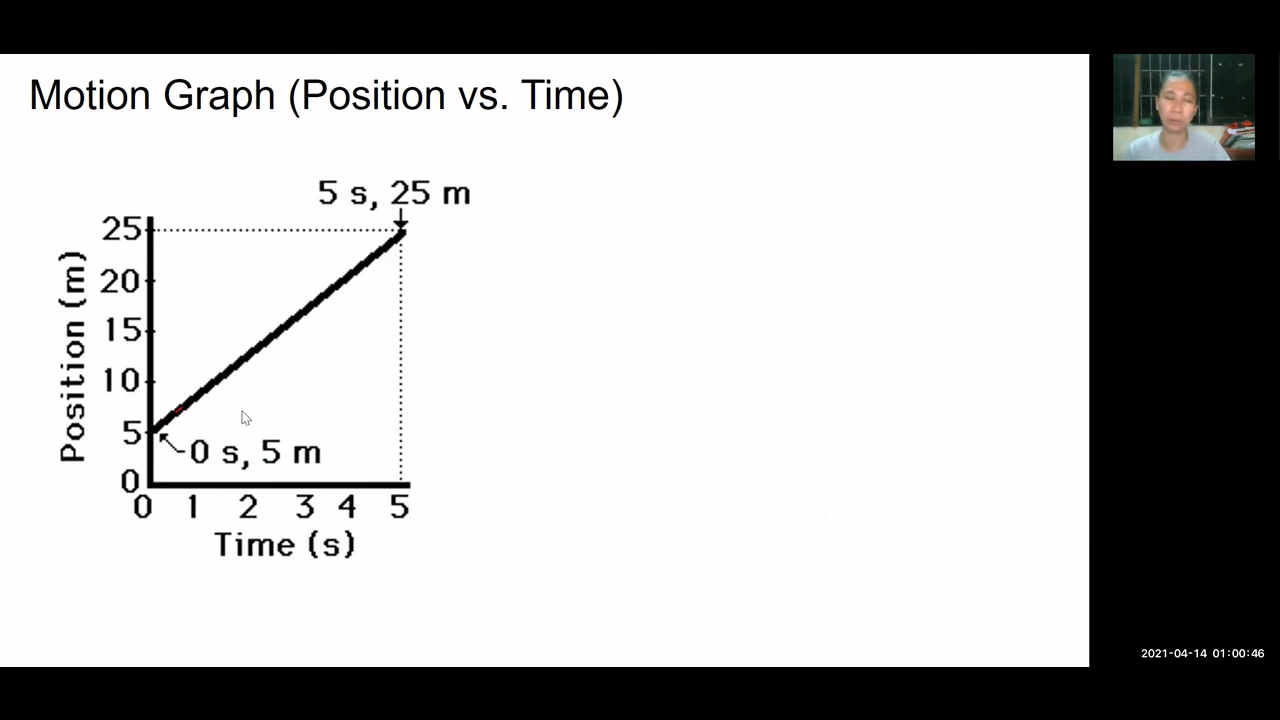 Motion Graph (Position vs. Time)
5 s, 25 m
25
20
15
10
5
0
Position (m)
0 s, 5 m
0 1 2 3 4 5
Time (s)
2021-04-14 01:00:46